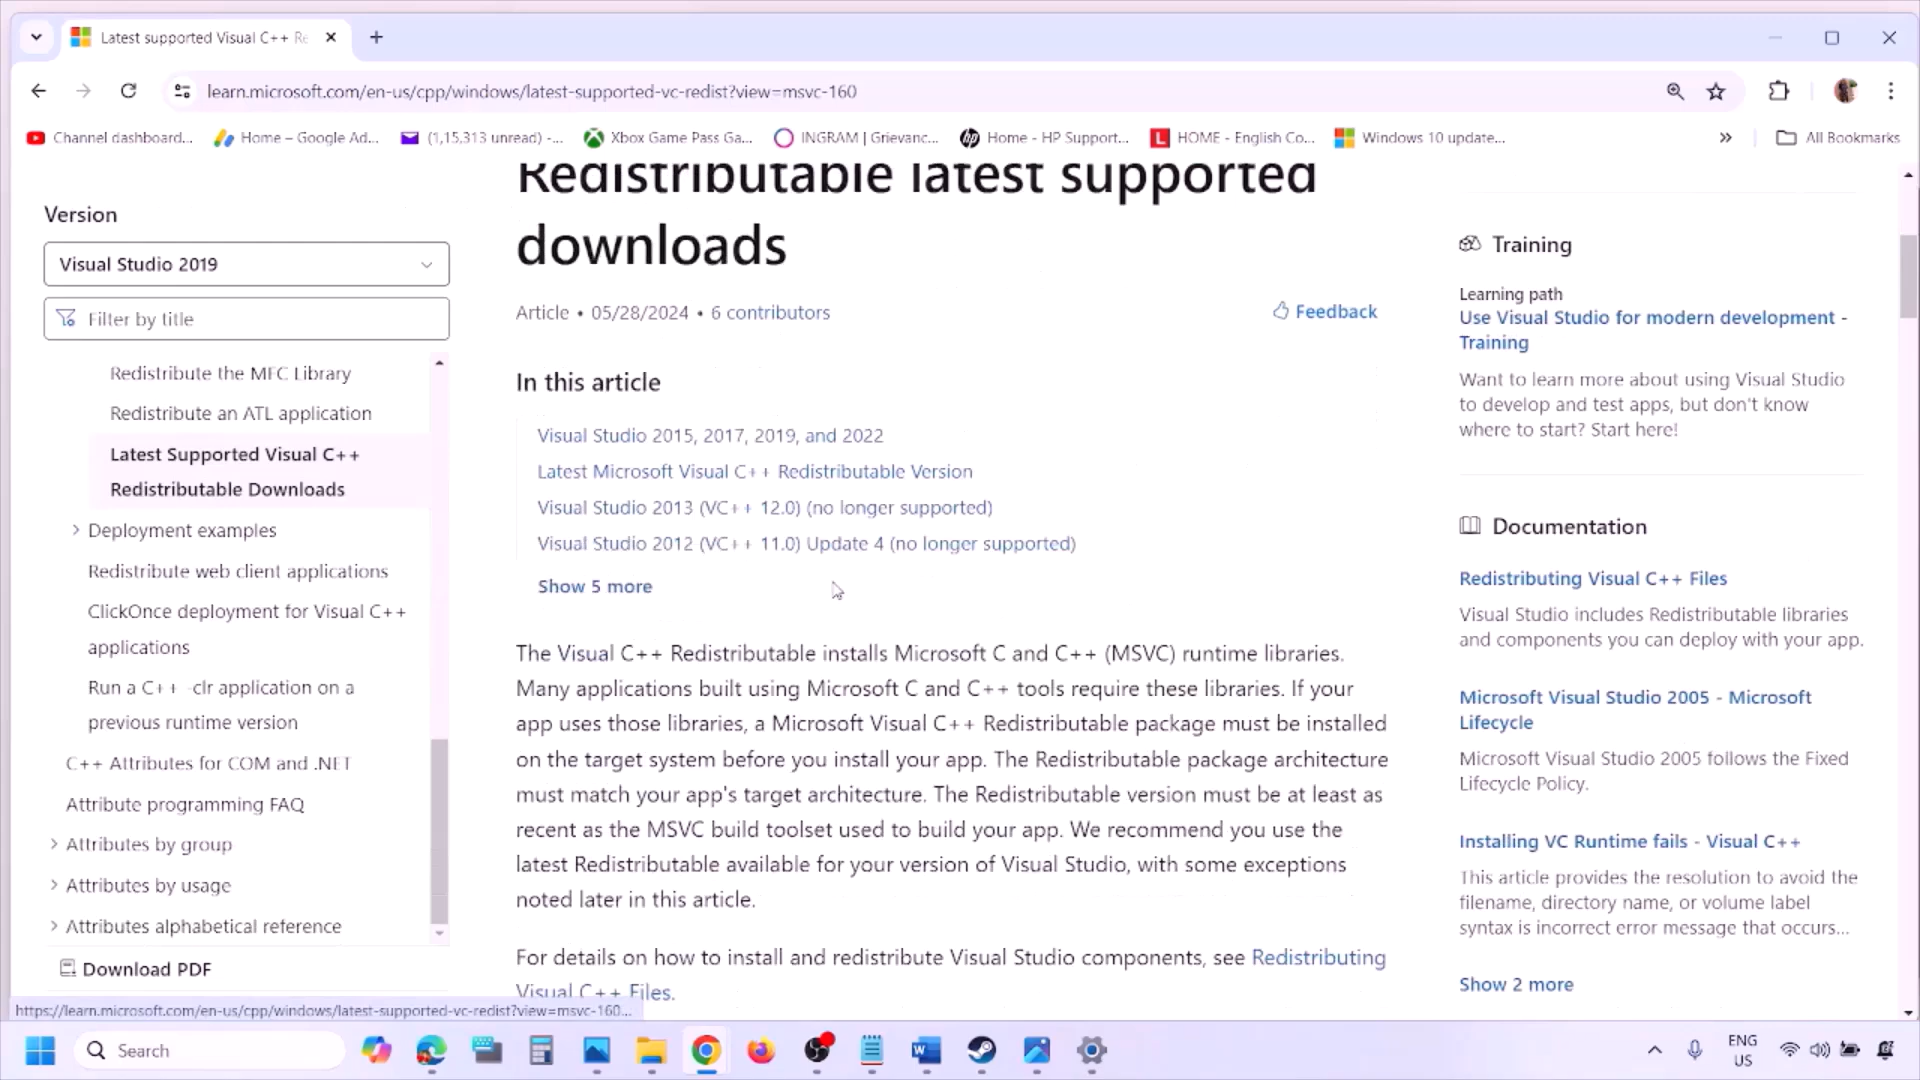 Latest supported Visual C++ Re
learn.microsoft.com/en-us/cpp/windows/latest-supported-vc-redist?view=msvc-160
Channel dashboard...
Home – Google Ad...
(1,15,313 unread) -...
Xbox Game Pass Ga...
INGRAM | Grievanc...
Home - HP Support...
HOME - English Co...
Windows 10 update...
»
All Bookmarks
Version
Visual Studio 2019
Filter by title
Redistribute the MFC Library
Redistribute an ATL application
Latest Supported Visual C++
Redistributable Downloads
Deployment examples
Redistribute web client applications
ClickOnce deployment for Visual C++
applications
Run a C++ -clr application on a
previous runtime version
C++ Attributes for COM and .NET
Attribute programming FAQ
Attributes by group
Attributes by usage
Attributes alphabetical reference
Download PDF
Redistributable latest supported
downloads
Article • 05/28/2024 • 6 contributors
Feedback
In this article
Visual Studio 2015, 2017, 2019, and 2022
Latest Microsoft Visual C++ Redistributable Version
Visual Studio 2013 (VC++ 12.0) (no longer supported)
Visual Studio 2012 (VC++ 11.0) Update 4 (no longer supported)
Show 5 more
The Visual C++ Redistributable installs Microsoft C and C++ (MSVC) runtime libraries.
Many applications built using Microsoft C and C++ tools require these libraries. If your
app uses those libraries, a Microsoft Visual C++ Redistributable package must be installed
on the target system before you install your app. The Redistributable package architecture
must match your app's target architecture. The Redistributable version must be at least as
recent as the MSVC build toolset used to build your app. We recommend you use the
latest Redistributable available for your version of Visual Studio, with some exceptions
noted later in this article.
For details on how to install and redistribute Visual Studio components, see Redistributing
Visual C++ Files.
Training
Learning path
Use Visual Studio for modern development -
Training
Want to learn more about using Visual Studio
to develop and test apps, but don't know
where to start? Start here!
Documentation
Redistributing Visual C++ Files
Visual Studio includes Redistributable libraries
and components you can deploy with your app.
Microsoft Visual Studio 2005 - Microsoft
Lifecycle
Microsoft Visual Studio 2005 follows the Fixed
Lifecycle Policy.
Installing VC Runtime fails - Visual C++
This article provides the resolution to avoid the
filename, directory name, or volume label
syntax is incorrect error message that occurs...
Show 2 more
https://learn.microsoft.com/en-us/cpp/windows/latest-supported-vc-redist?view=msvc-160...
Search
ENG
US